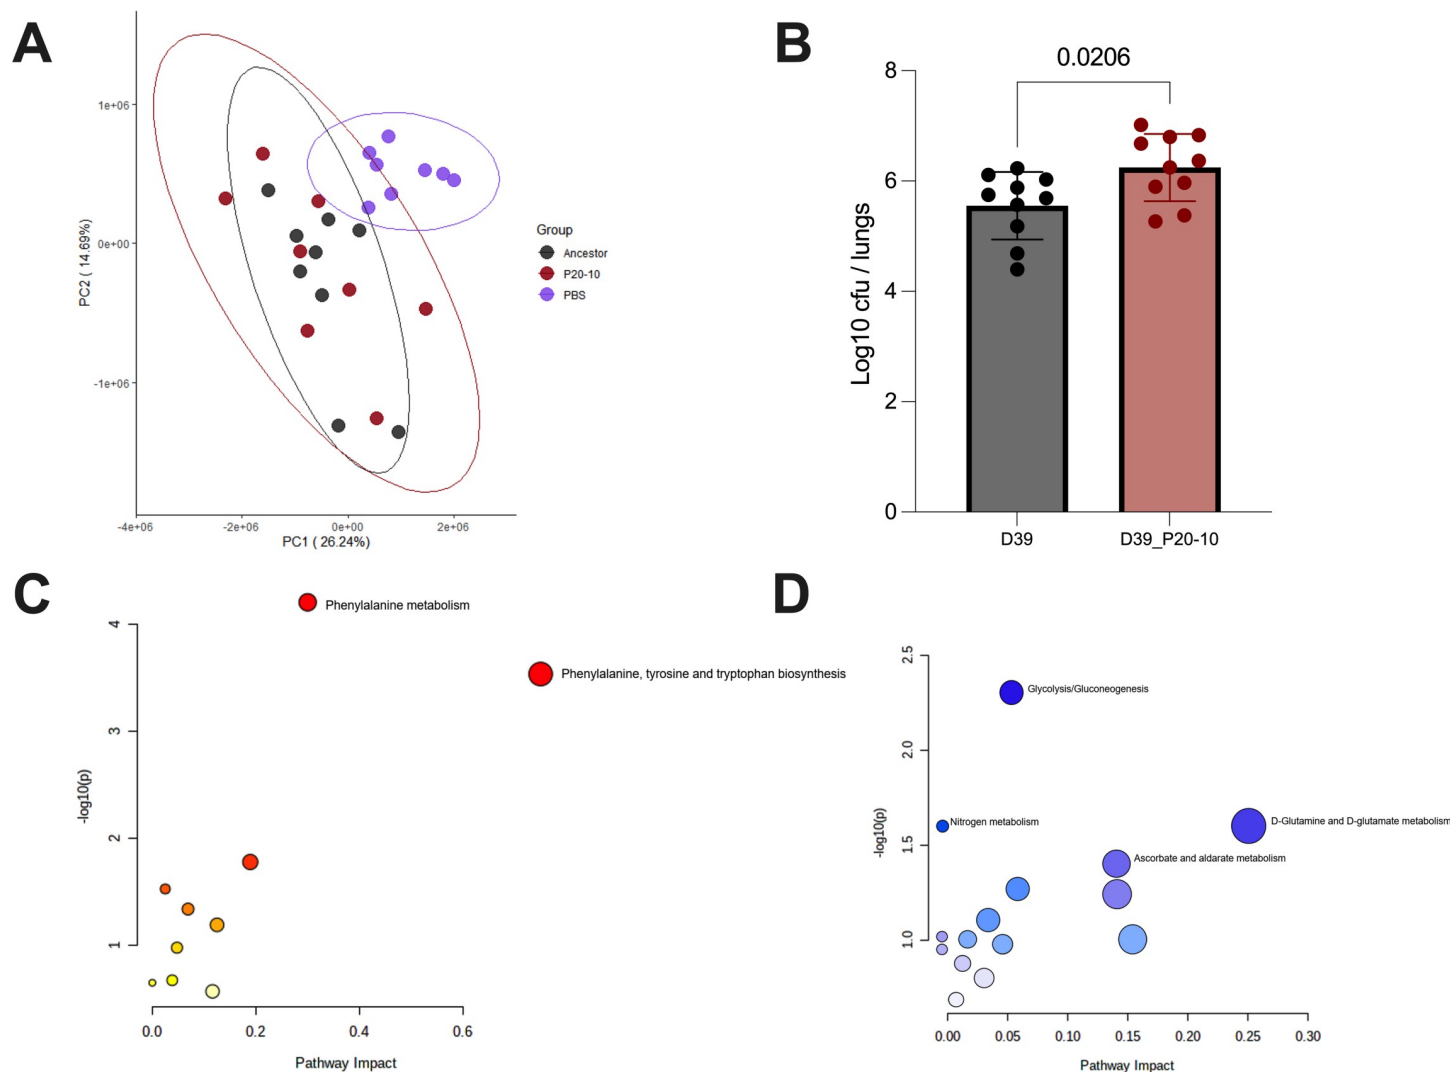 A
1e+06
0e+00
-1e+06
PC2 ( 14.69%)
-4e+06
-2e+06
0e+00
2e+06
PC1 ( 26.24%)
Group
Ancestor
P20-10
PBS
B
0.0206
8
6
4
2
0
Log10 cfu / lungs
D39
D39_P20-10
C
Phenylalanine metabolism
Phenylalanine, tyrosine and tryptophan biosynthesis
4
3
2
1
-log10(p)
0.0
0.2
0.4
0.6
Pathway Impact
D
2.5
2.0
1.5
1.0
-log10(p)
Glycolysis/Gluconeogenesis
Nitrogen metabolism
D-Glutamine and D-glutamate metabolism
Ascorbate and aldarate metabolism
0.00
0.05
0.10
0.15
0.20
0.25
0.30
Pathway Impact